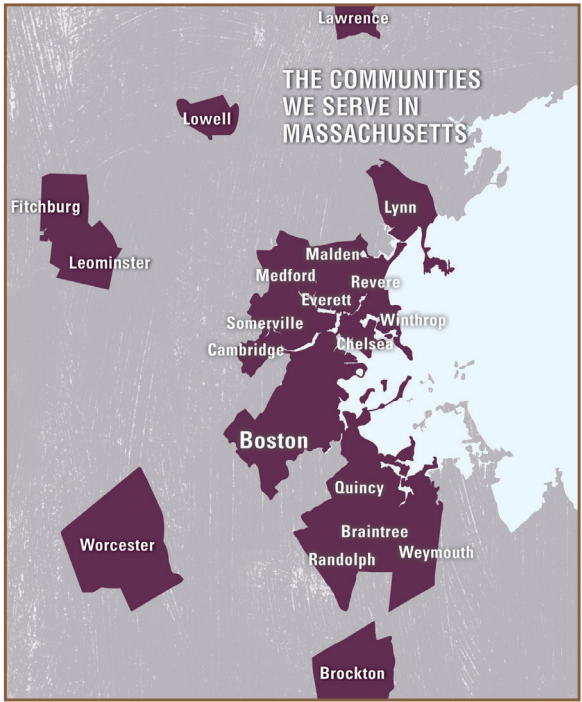 Lawrence
THE COMMUNITIES
WE SERVE IN
MASSACHUSETTS
Lowell
Fitchburg
Lynn
Leominster
Malden
Medford
Revere
Everett
Somerville
Winthrop
Chelsea
Cambridge
Boston
Quincy
Braintree
Worcester
Weymouth
Randolph
Brockton